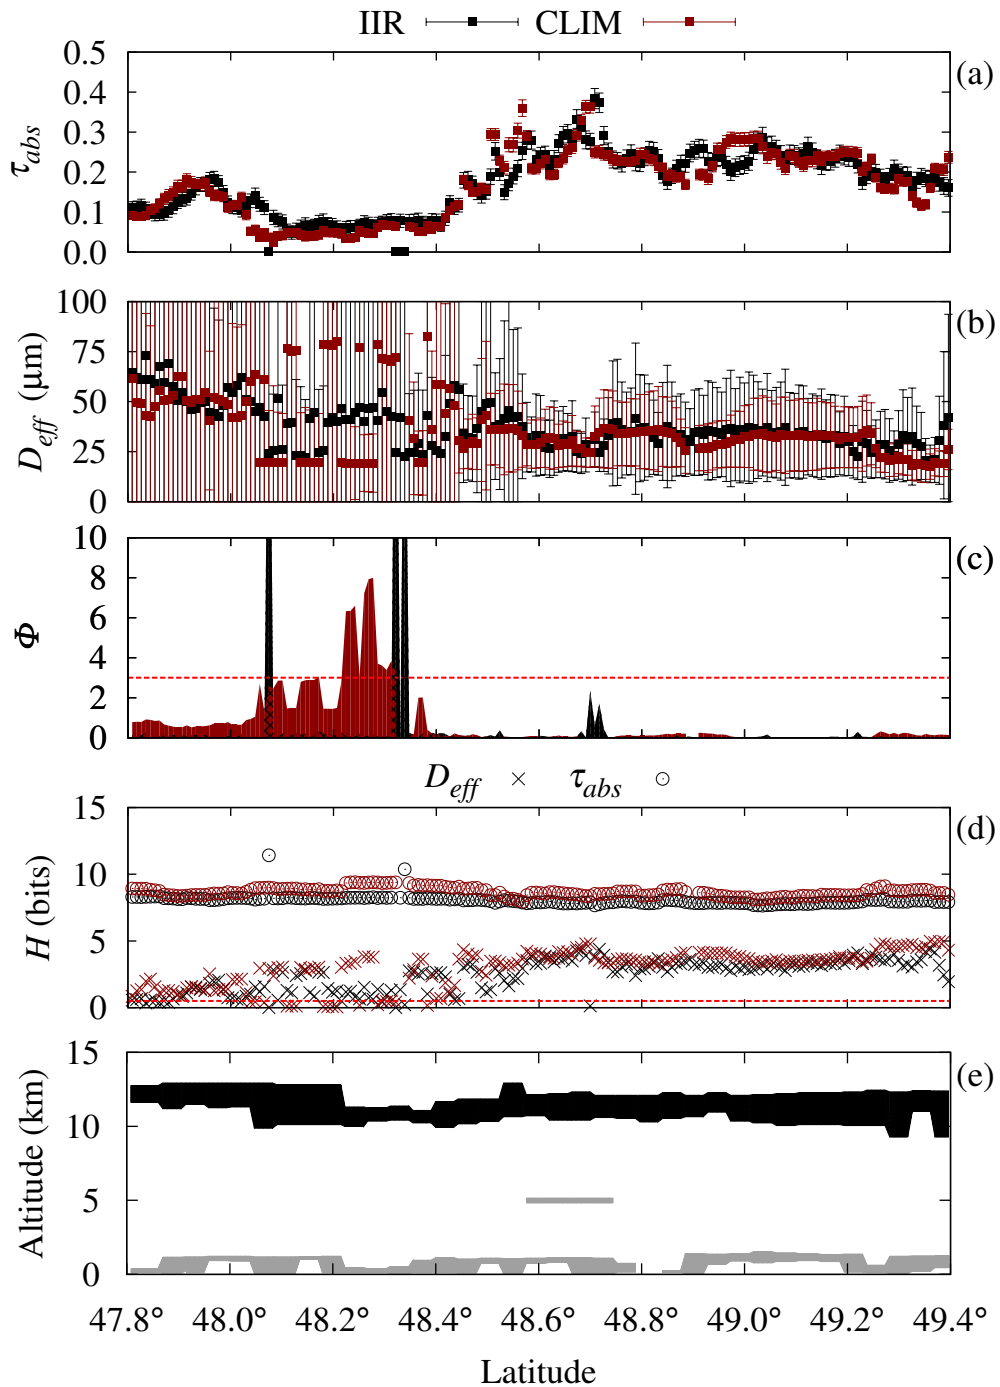 IIR CLIM
(a)
0.5
0.4
0.3
0.2
0.1
0.0
τabs
(b)
100
75
50
25
0
Deff (μm)
(c)
10
8
6
4
2
0
Φ
Deff τabs
(d)
15
10
5
0
H (bits)
(e)
15
10
5
0
Altitude (km)
47.8° 48.0° 48.2° 48.4° 48.6° 48.8° 49.0° 49.2° 49.4°
Latitude